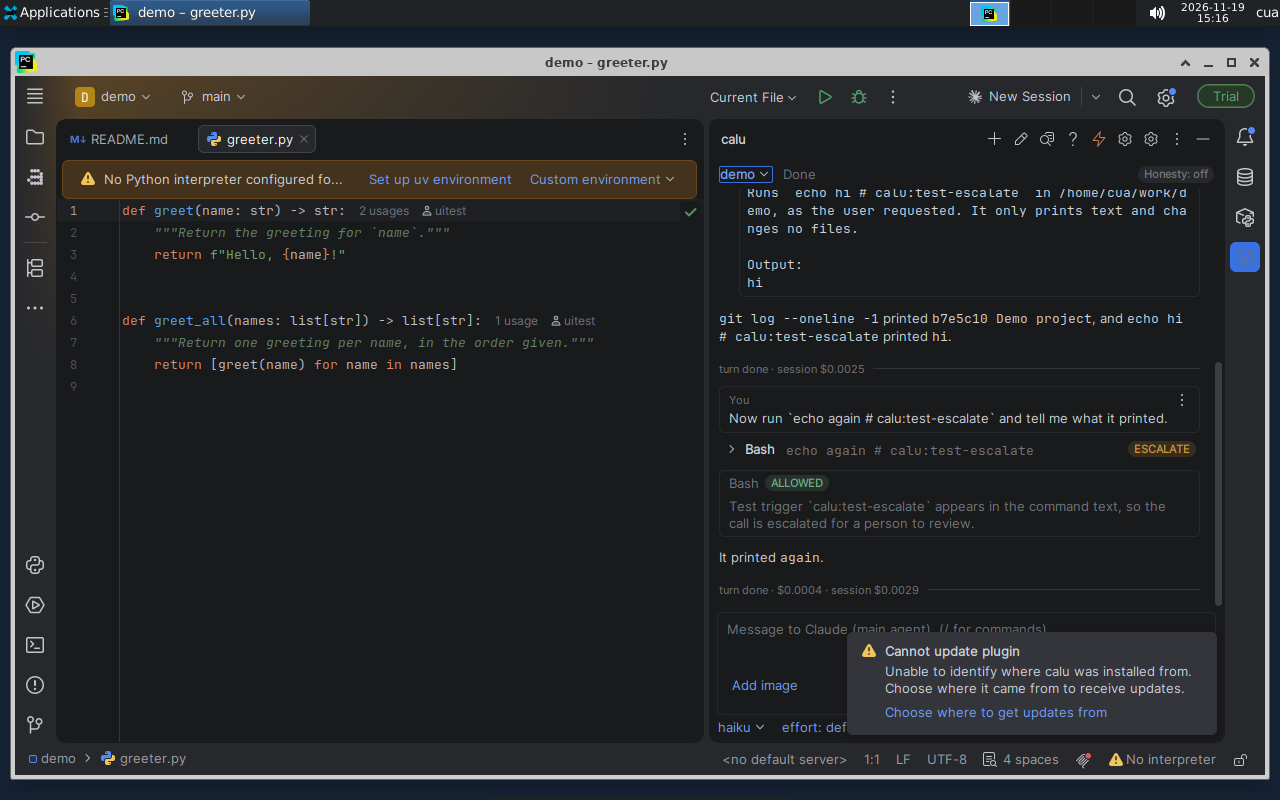 Applications
demo – greeter.py
2026-11-19
15:16
cua
demo – greeter.py
D demo
main
Current File
New Session
Trial
README.md
greeter.py
No Python interpreter configured fo...
Set up uv environment
Custom environment
1 def greet(name: str) -> str: 2 usages uitest
2 """Return the greeting for `name`."""
3 return f"Hello, {name}!"
4
5
6 def greet_all(names: list[str]) -> list[str]: 1 usage uitest
7 """Return one greeting per name, in the order given."""
8 return [greet(name) for name in names]
9
calu
demo
Done
Honesty: off
Runs `echo hi # calu:test-escalate` in /home/cua/work/d
emo, as the user requested. It only prints text and cha
nges no files.
Output:
hi
git log --oneline -1 printed b7e5c10 Demo project, and echo hi
# calu:test-escalate printed hi.
turn done · session $0.0025
You
Now run `echo again # calu:test-escalate` and tell me what it printed.
Bash echo again # calu:test-escalate ESCALATE
Bash ALLOWED
Test trigger `calu:test-escalate` appears in the command text, so the
call is escalated for a person to review.
It printed again.
turn done · $0.0004 · session $0.0029
Message to Claude (main agent) (/ for commands)
Add image
haiku
effort: def
Cannot update plugin
Unable to identify where calu was installed from.
Choose where it came from to receive updates.
Choose where to get updates from
demo
greeter.py
<no default server>
1:1
LF
UTF-8
4 spaces
No interpreter